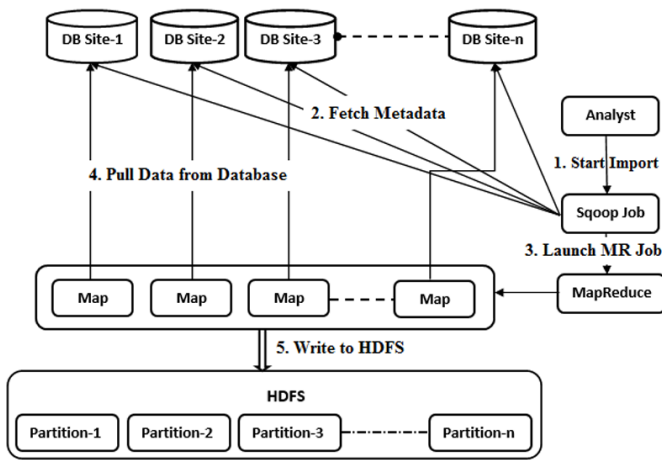 DB Site-1
DB Site-2
DB Site-3
DB Site-n
2. Fetch Metadata
Analyst
1. Start Import
4. Pull Data from Database
Sqoop Job
3. Launch MR Job
Map
Map
Map
Map
MapReduce
5. Write to HDFS
HDFS
Partition-1
Partition-2
Partition-3
Partition-n